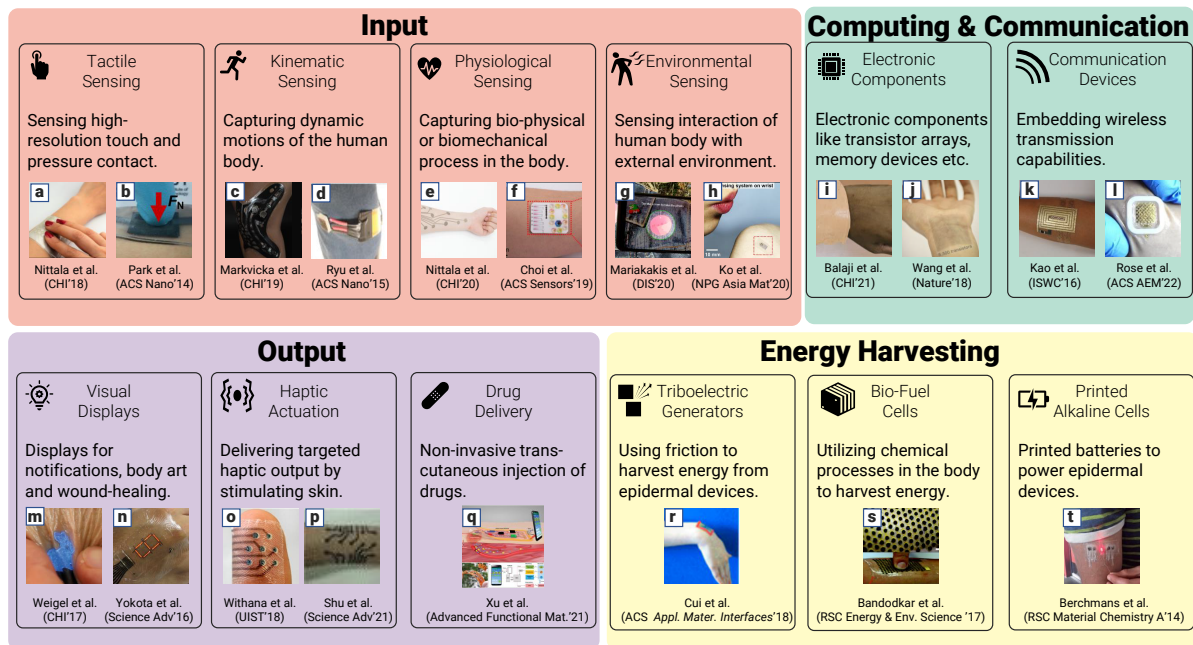 Input
Tactile
Sensing
Sensing high-
resolution touch and
pressure contact.
a
b
F_N
Nittala et al.
(CHI'18)
Park et al.
(ACS Nano'14)
Kinematic
Sensing
Capturing dynamic
motions of the human
body.
c
d
Markvicka et al.
(CHI'19)
Ryu et al.
(ACS Nano'15)
Physiological
Sensing
Capturing bio-physical
or biomechanical
process in the body.
e
f
Nittala et al.
(CHI'20)
Choi et al.
(ACS Sensors'19)
Environmental
Sensing
Sensing interaction of
human body with
external environment.
g
h
sing system on wrist
10 mm
Mariakakis et al.
(DIS'20)
Ko et al.
(NPG Asia Mat'20)
Computing & Communication
Electronic
Components
Electronic components
like transistor arrays,
memory devices etc.
i
j
Balaji et al.
(CHI'21)
Wang et al.
(Nature'18)
Communication
Devices
Embedding wireless
transmission
capabilities.
k
l
Kao et al.
(ISWC'16)
Rose et al.
(ACS AEM'22)
Output
Visual
Displays
Displays for
notifications, body art
and wound-healing.
m
n
Weigel et al.
(CHI'17)
Yokota et al.
(Science Adv'16)
Haptic
Actuation
Delivering targeted
haptic output by
stimulating skin.
o
p
Withana et al.
(UIST'18)
Shu et al.
(Science Adv'21)
Drug
Delivery
Non-invasive trans-
cutaneous injection of
drugs.
q
Xu et al.
(Advanced Functional Mat.'21)
Energy Harvesting
Triboelectric
Generators
Using friction to
harvest energy from
epidermal devices.
r
Cui et al.
(ACS Appl. Mater. Interfaces'18)
Bio-Fuel
Cells
Utilizing chemical
processes in the body
to harvest energy.
s
Bandodkar et al.
(RSC Energy & Env. Science '17)
Printed
Alkaline Cells
Printed batteries to
power epidermal
devices.
t
Berchmans et al.
(RSC Material Chemistry A'14)